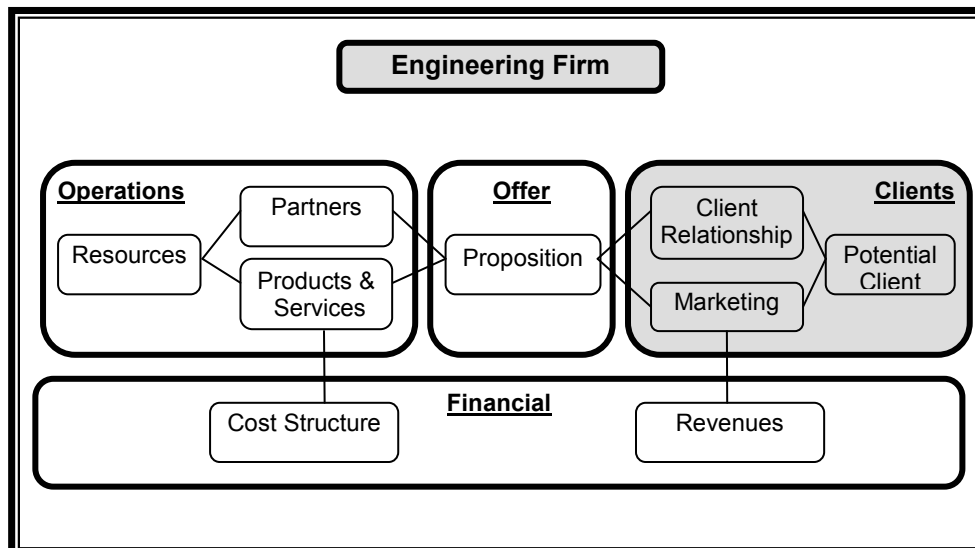 Engineering Firm
Operations
Partners
Resources
Products &
Services
Offer
Proposition
Clients
Client
Relationship
Potential
Client
Marketing
Financial
Cost Structure
Revenues